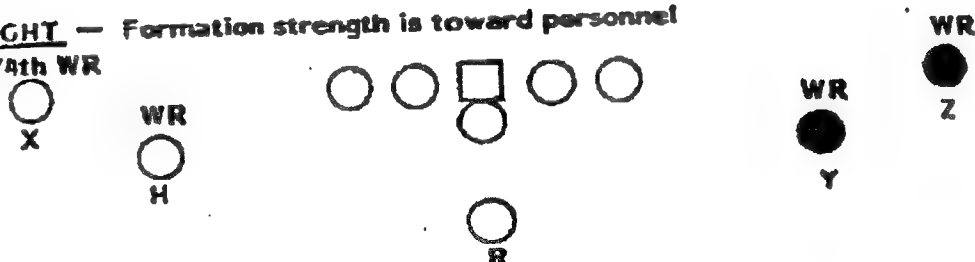 GHT — Formation strength is toward personnel
WR
4th WR
WR
WR
X
Z
H
Y
R